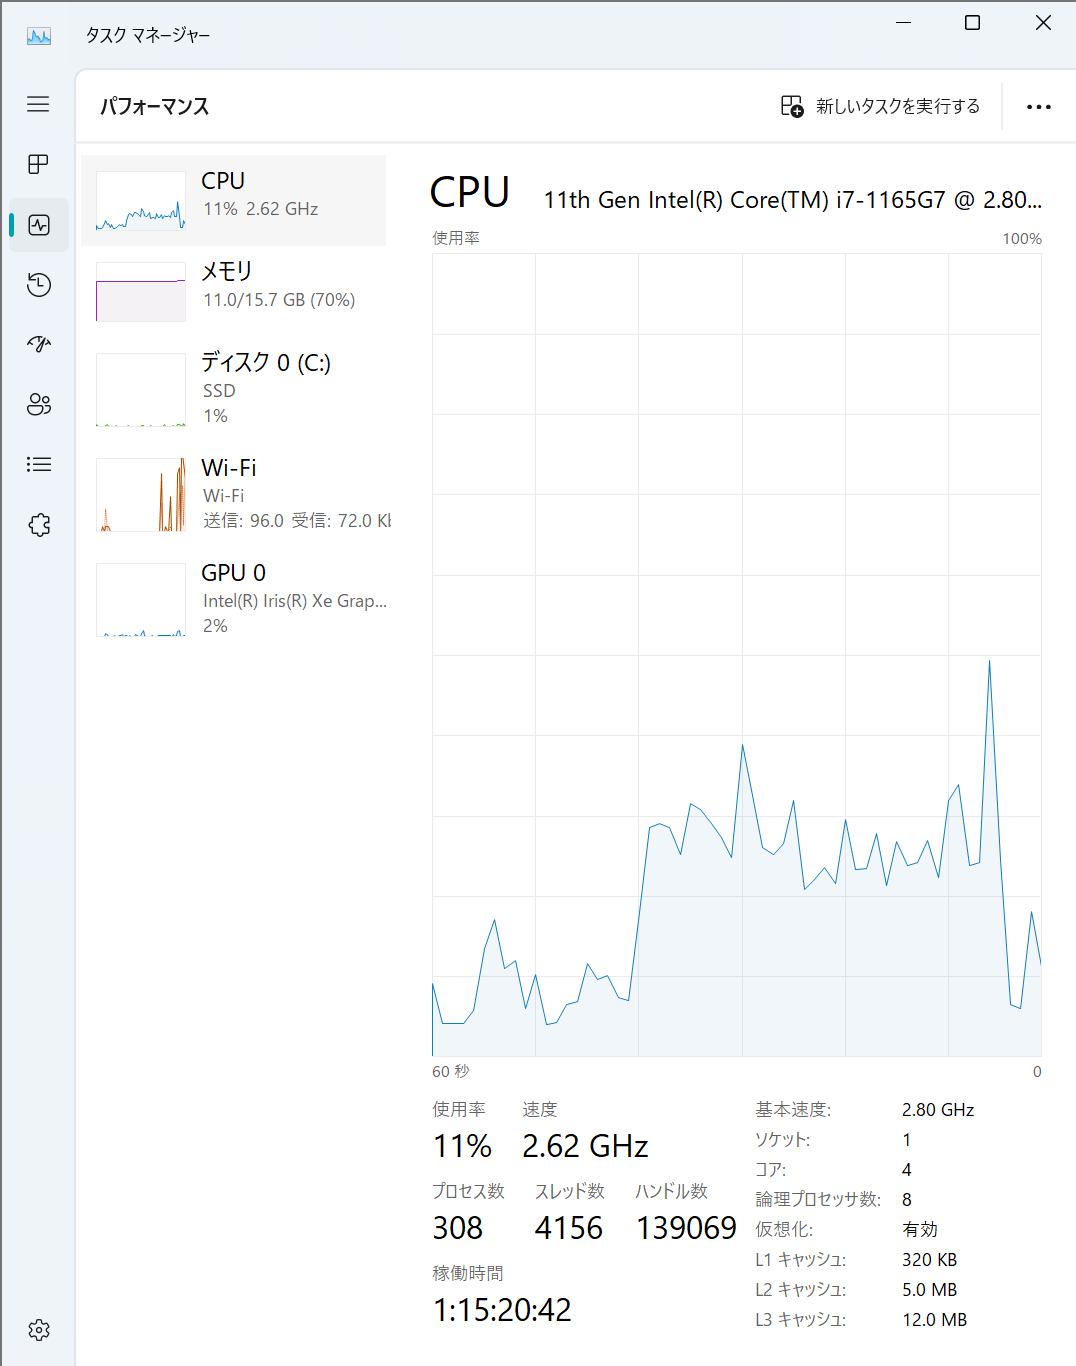 タスク マネージャー
パフォーマンス
新しいタスクを実行する
CPU
11% 2.62 GHz
メモリ
11.0/15.7 GB (70%)
ディスク 0 (C:)
SSD
1%
Wi-Fi
Wi-Fi
送信: 96.0 受信: 72.0 Kb
GPU 0
Intel(R) Iris(R) Xe Grap...
2%
CPU 11th Gen Intel(R) Core(TM) i7-1165G7 @ 2.80...
使用率 100%
60 秒 0
使用率 速度
11% 2.62 GHz
プロセス数 スレッド数 ハンドル数
308 4156 139069
稼働時間
1:15:20:42
基本速度: 2.80 GHz
ソケット: 1
コア: 4
論理プロセッサ数: 8
仮想化: 有効
L1 キャッシュ: 320 KB
L2 キャッシュ: 5.0 MB
L3 キャッシュ: 12.0 MB